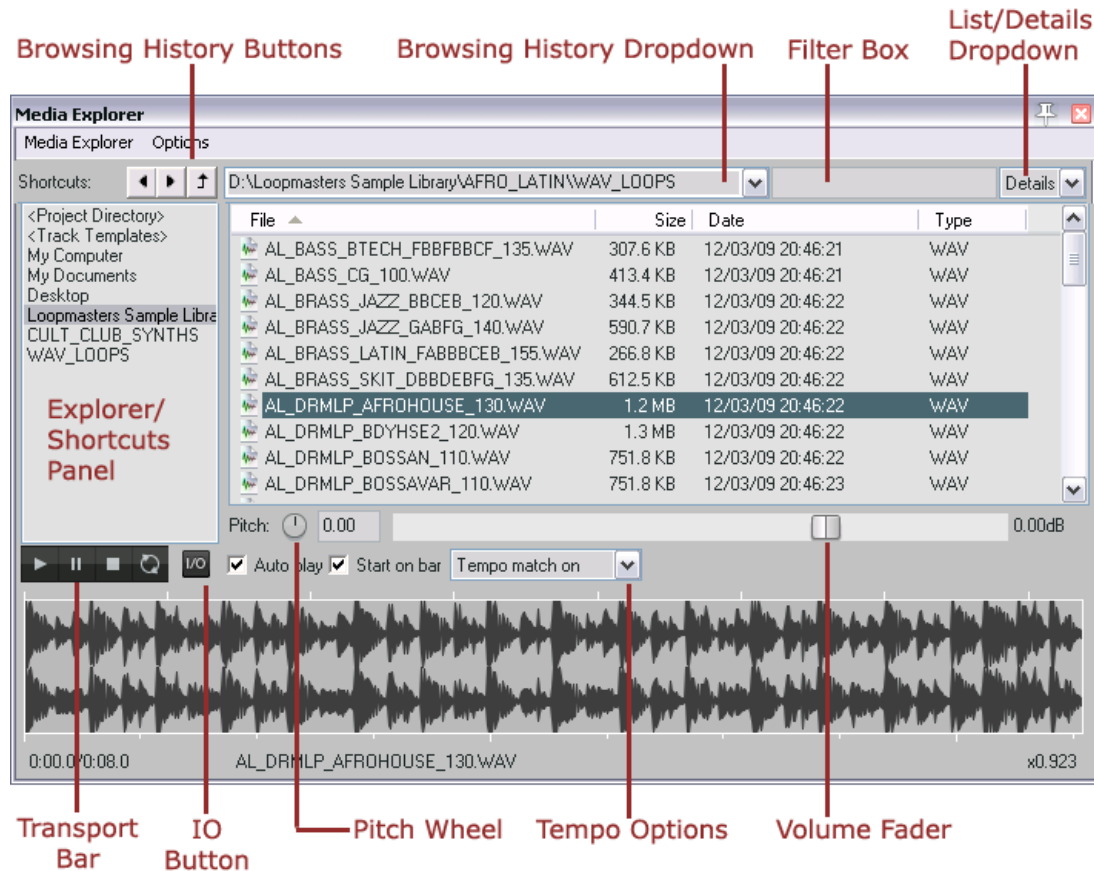 List/Details
Dropdown
Browsing History Buttons
Browsing History Dropdown
Filter Box
Media Explorer
Media Explorer Options
Shortcuts:
D:\Loopmasters Sample Library\AFRO_LATIN\WAV_LOOPS
Details
<Project Directory>
<Track Templates>
My Computer
My Documents
Desktop
Loopmasters Sample Libra
CULT_CLUB_SYNTHS
WAV_LOOPS
Explorer/
Shortcuts
Panel
File Size Date Type
AL_BASS_BTECH_FBBFBBCF_135.WAV 307.6 KB 12/03/09 20:46:21 WAV
AL_BASS_CG_100.WAV 413.4 KB 12/03/09 20:46:21 WAV
AL_BRASS_JAZZ_BBCEB_120.WAV 344.5 KB 12/03/09 20:46:22 WAV
AL_BRASS_JAZZ_GABFG_140.WAV 590.7 KB 12/03/09 20:46:22 WAV
AL_BRASS_LATIN_FABBBCEB_155.WAV 266.8 KB 12/03/09 20:46:22 WAV
AL_BRASS_SKIT_DBBDEBFG_135.WAV 612.5 KB 12/03/09 20:46:22 WAV
AL_DRMLP_AFROHOUSE_130.WAV 1.2 MB 12/03/09 20:46:22 WAV
AL_DRMLP_BDYHSE2_120.WAV 1.3 MB 12/03/09 20:46:22 WAV
AL_DRMLP_BOSSAN_110.WAV 751.8 KB 12/03/09 20:46:22 WAV
AL_DRMLP_BOSSAVAR_110.WAV 751.8 KB 12/03/09 20:46:23 WAV
Pitch: 0.00 0.00dB
I/O Auto play Start on bar Tempo match on
0:00.0/0:08.0 AL_DRMLP_AFROHOUSE_130.WAV x0.923
Transport
Bar
IO
Button
Pitch Wheel
Tempo Options
Volume Fader